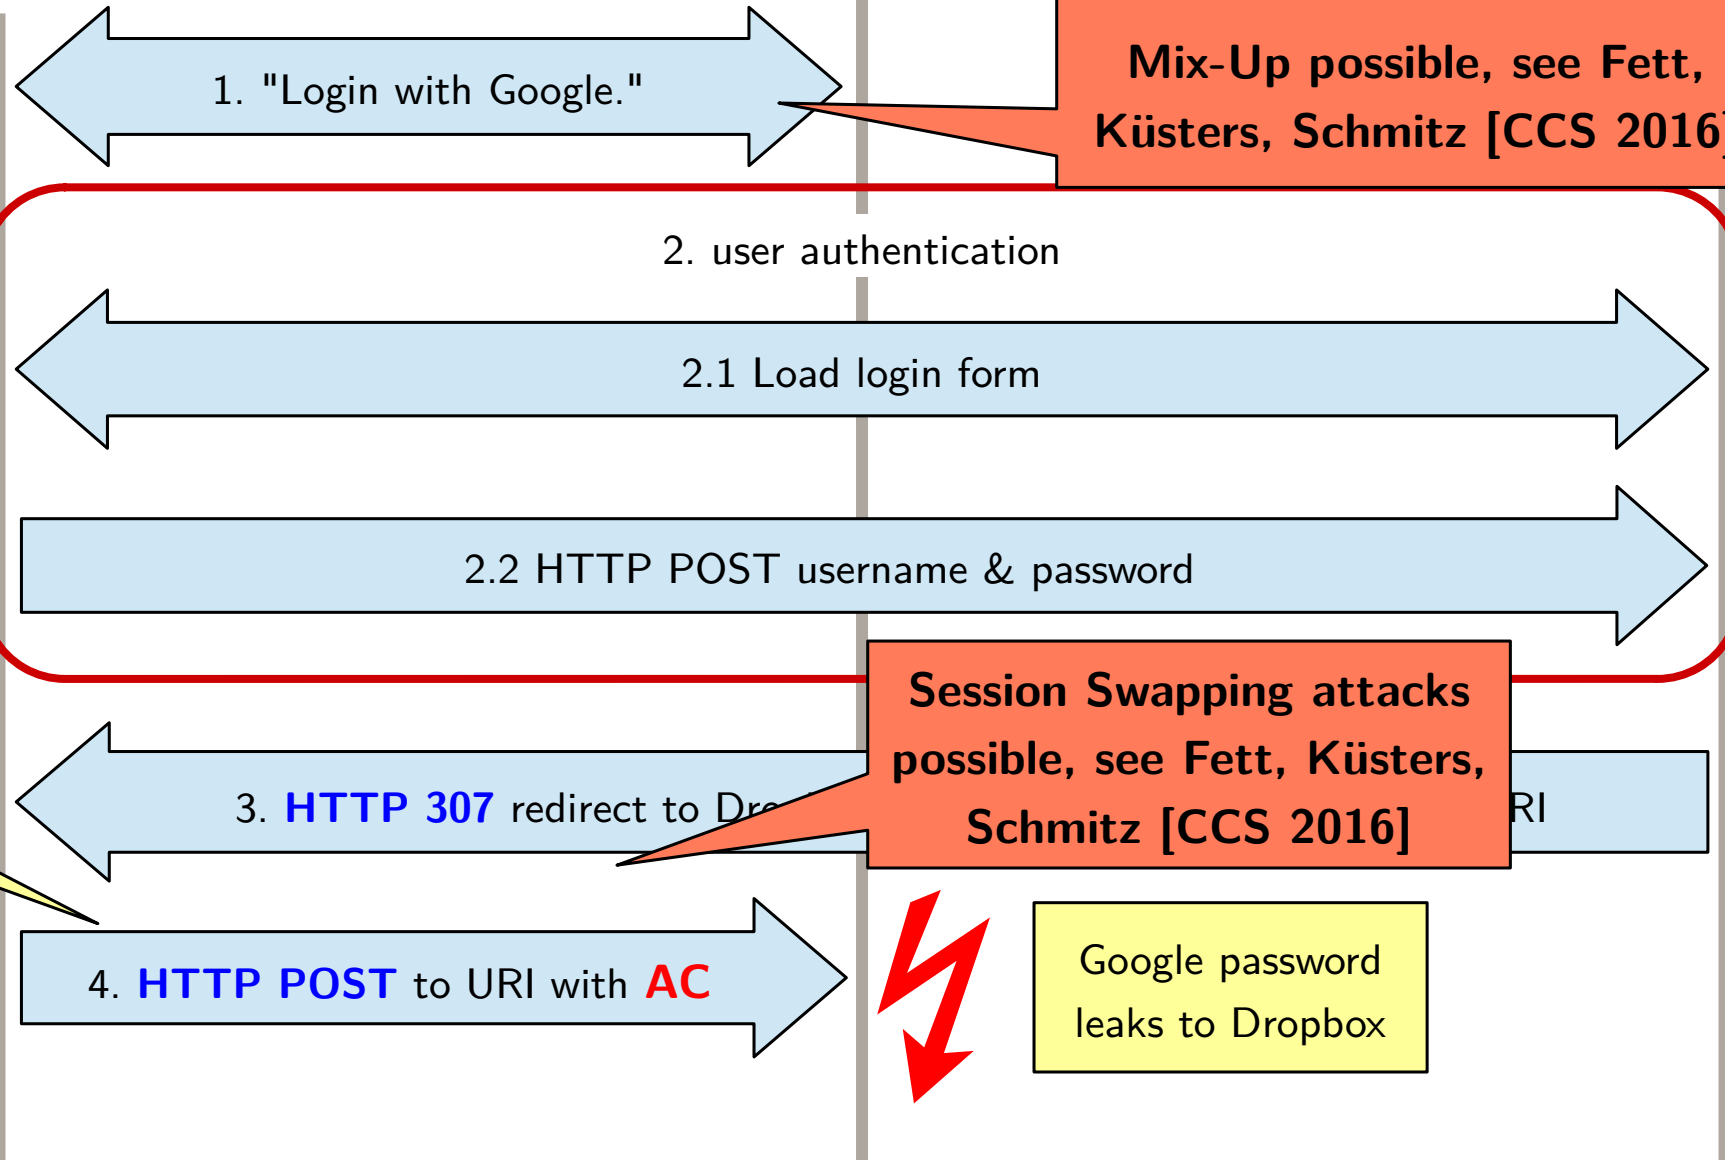 1. "Login with Google."
Mix-Up possible, see Fett,
Küsters, Schmitz [CCS 2016]
2. user authentication
2.1 Load login form
2.2 HTTP POST username & password
Session Swapping attacks
possible, see Fett, Küsters,
Schmitz [CCS 2016]
3. HTTP 307 redirect to
4. HTTP POST to URI with AC
Google password
leaks to Dropbox